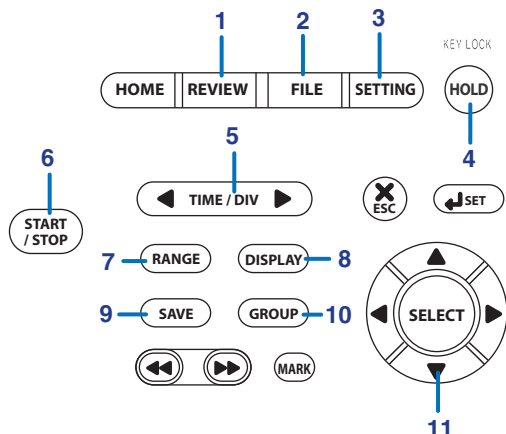 1
2
3
KEY LOCK
HOME
REVIEW
FILE
SETTING
HOLD
4
5
6
TIME / DIV
ESC
SET
START
/ STOP
7
RANGE
DISPLAY
8
9
SAVE
GROUP
10
SELECT
MARK
11